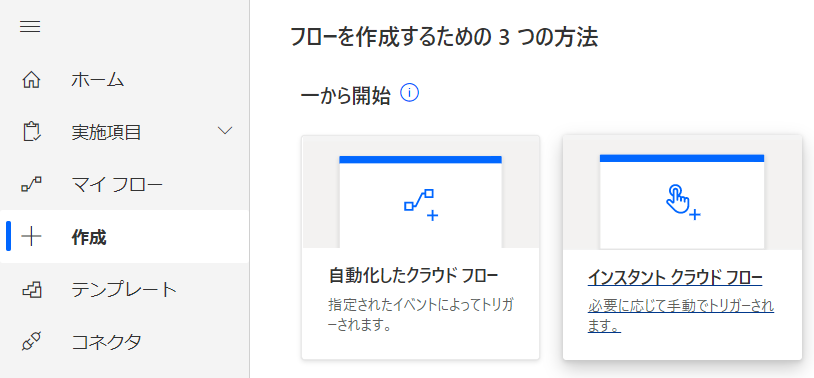 ホーム
実施項目
マイ フロー
作成
テンプレート
コネクタ
フローを作成するための 3 つの方法
一から開始
自動化したクラウド フロー
指定されたイベントによってトリガ
ーされます。
インスタント クラウド フロー
必要に応じて手動でトリガーされ
ます。